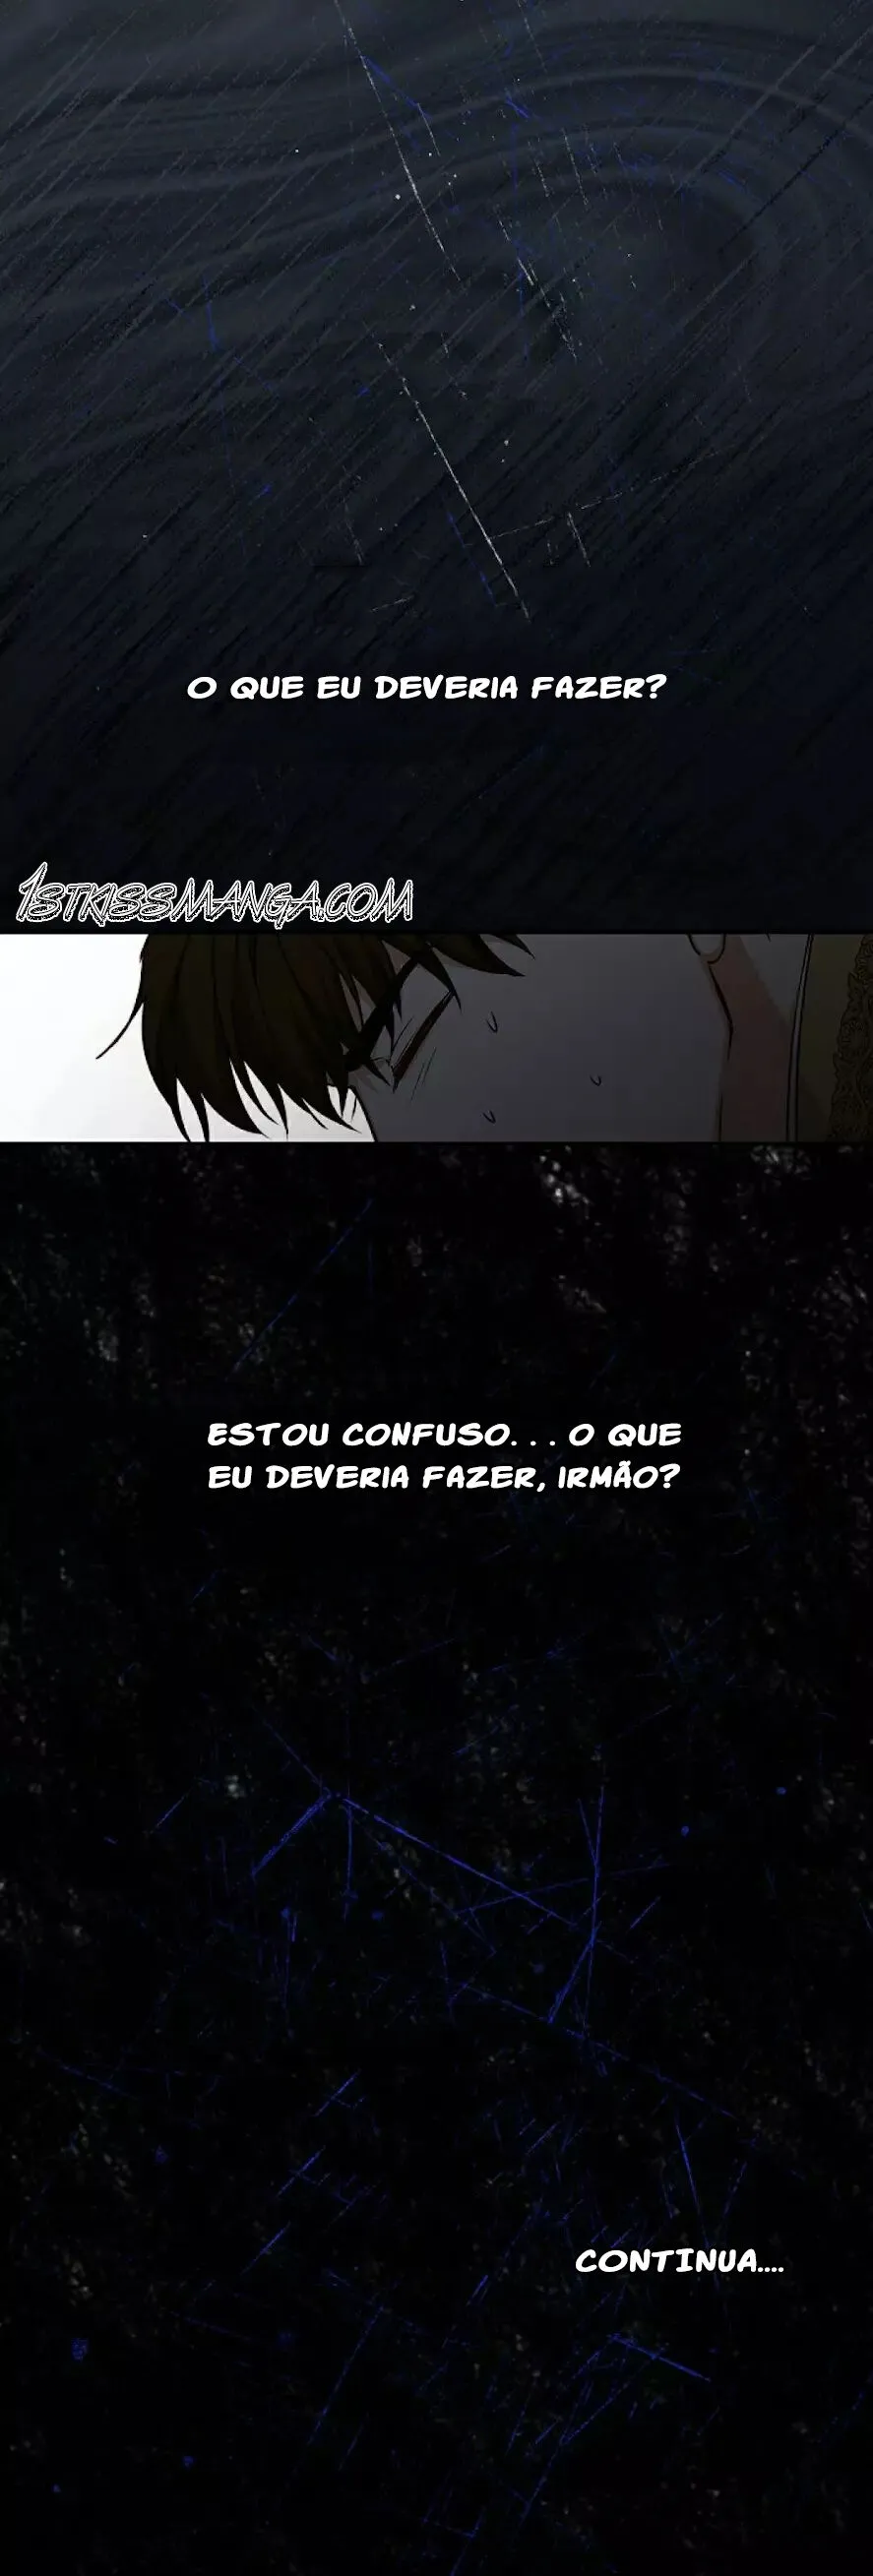 O QUE EU DEVERIA FAZER?
1STKISSMANGA.COM
ESTOU CONFUSO... O QUE
EU DEVERIA FAZER, IRMÃO?
CONTINUA....